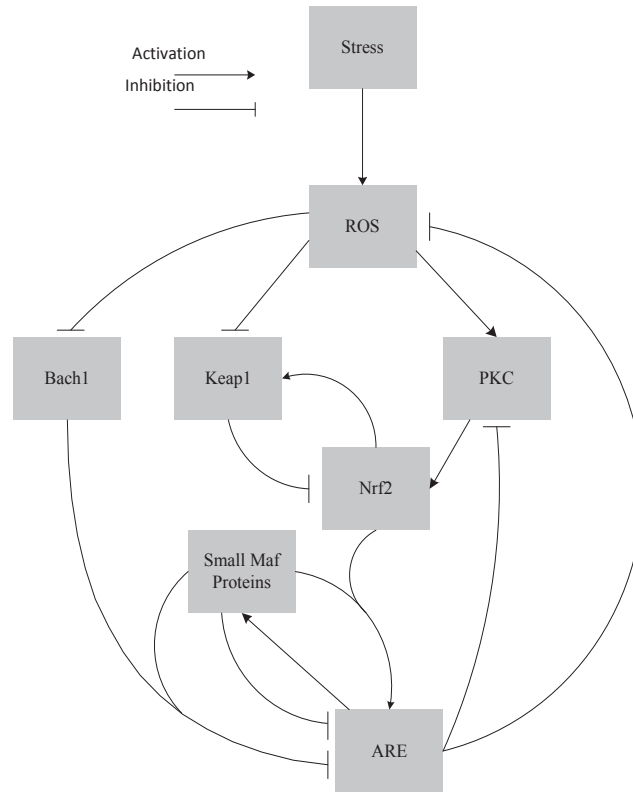 Stress
Activation
Inhibition
ROS
Bach1
Keap1
PKC
Nrf2
Small Maf
Proteins
ARE